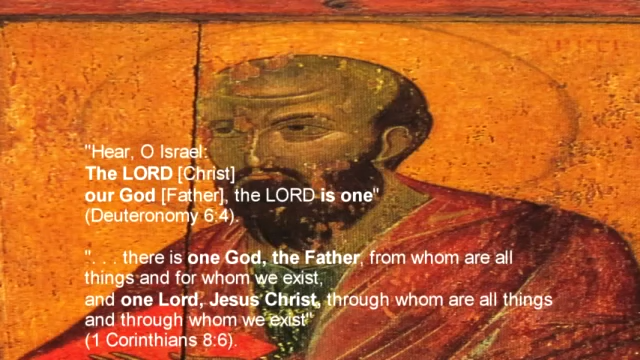 "Hear, O Israel:
The LORD [Christ]
our God [Father], the LORD is one"
(Deuteronomy 6:4).
". . . there is one God, the Father, from whom are all
things and for whom we exist,
and one Lord, Jesus Christ, through whom are all things
and through whom we exist"
(1 Corinthians 8:6).